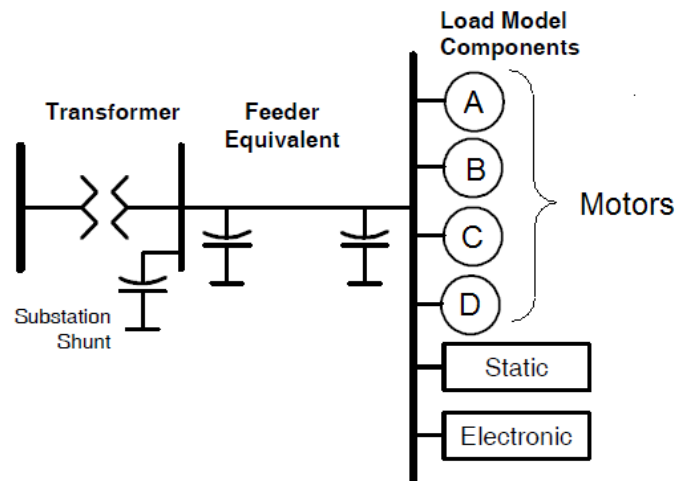 Load Model
Components
Transformer
Feeder
Equivalent
A
B
C
D
Motors
Substation
Shunt
Static
Electronic